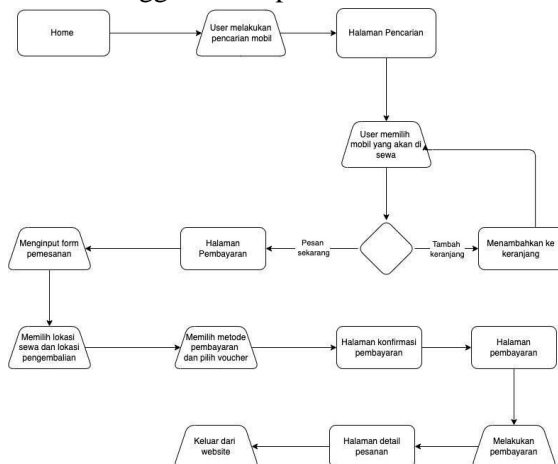 Home
User melakukan
pencarian mobil
Halaman Pencarian
User memilih
mobil yang akan di
sewa
Menginput form
pemesanan
Halaman
Pembayaran
Pesan
sekarang
Tambah
keranjang
Menambahkan ke
keranjang
Memilih lokasi
sewa dan lokasi
pengembalian
Memilih metode
pembayaran
dan pilih voucher
Halaman konfirmasi
pembayaran
Halaman
pembayaran
Keluar dari
website
Halaman detail
pesanan
Melakukan
pembayaran